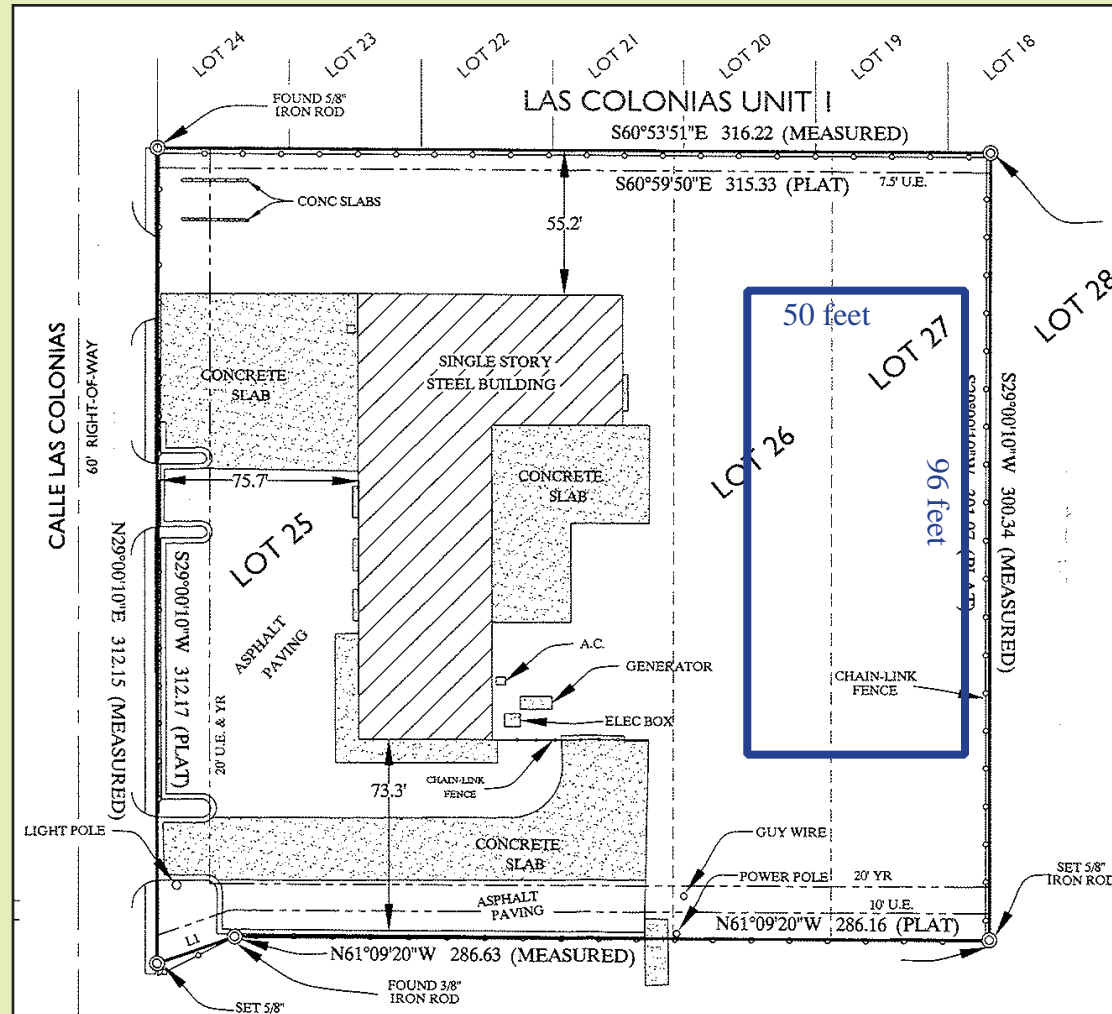 LOT 24
LOT 23
LOT 22
LOT 21
LOT 20
LOT 19
LOT 18
FOUND 5/8"
IRON ROD
LAS COLONIAS UNIT I
S60°53'51"E 316.22 (MEASURED)
S60°59'50"E 315.33 (PLAT)
7.5' U.E.
CONC SLABS
55.2'
50 feet
LOT 28
LOT 27
CALLE LAS COLONIAS
60' RIGHT-OF-WAY
CONCRETE
SLAB
SINGLE STORY
STEEL BUILDING
LOT 26
96 feet
S29°00'10"W 300.34 (MEASURED)
CONCRETE
SLAB
75.7'
LOT 25
N29°00'10"E 312.15 (MEASURED)
S29°00'10"W 312.17 (PLAT)
ASPHALT
PAVING
20' U.E. & YR
A.C.
GENERATOR
ELEC BOX
CHAIN-LINK
FENCE
CHAIN-LINK
FENCE
73.3'
LIGHT POLE
CONCRETE
SLAB
GUY WIRE
POWER POLE
20' YR
SET 5/8"
IRON ROD
ASPHALT
PAVING
10' U.E.
N61°09'20"W 286.16 (PLAT)
L1
N61°09'20"W 286.63 (MEASURED)
FOUND 3/8"
IRON ROD
SET 5/8"